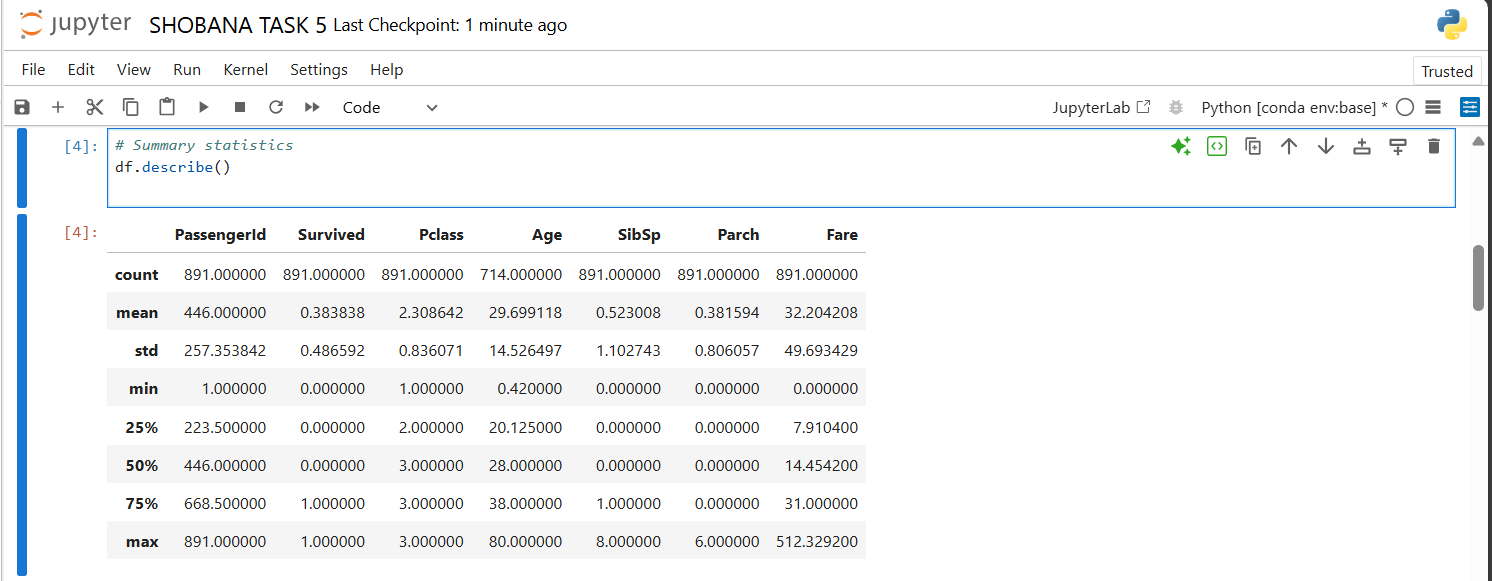 jupyter SHOBANA TASK 5 Last Checkpoint: 1 minute ago
File Edit View Run Kernel Settings Help
Trusted
Code JupyterLab Python [conda env:base] *
[4]: # Summary statistics
df.describe()
[4]:
PassengerId Survived Pclass Age SibSp Parch Fare
count 891.000000 891.000000 891.000000 714.000000 891.000000 891.000000 891.000000
mean 446.000000 0.383838 2.308642 29.699118 0.523008 0.381594 32.204208
std 257.353842 0.486592 0.836071 14.526497 1.102743 0.806057 49.693429
min 1.000000 0.000000 1.000000 0.420000 0.000000 0.000000 0.000000
25% 223.500000 0.000000 2.000000 20.125000 0.000000 0.000000 7.910400
50% 446.000000 0.000000 3.000000 28.000000 0.000000 0.000000 14.454200
75% 668.500000 1.000000 3.000000 38.000000 1.000000 0.000000 31.000000
max 891.000000 1.000000 3.000000 80.000000 8.000000 6.000000 512.329200